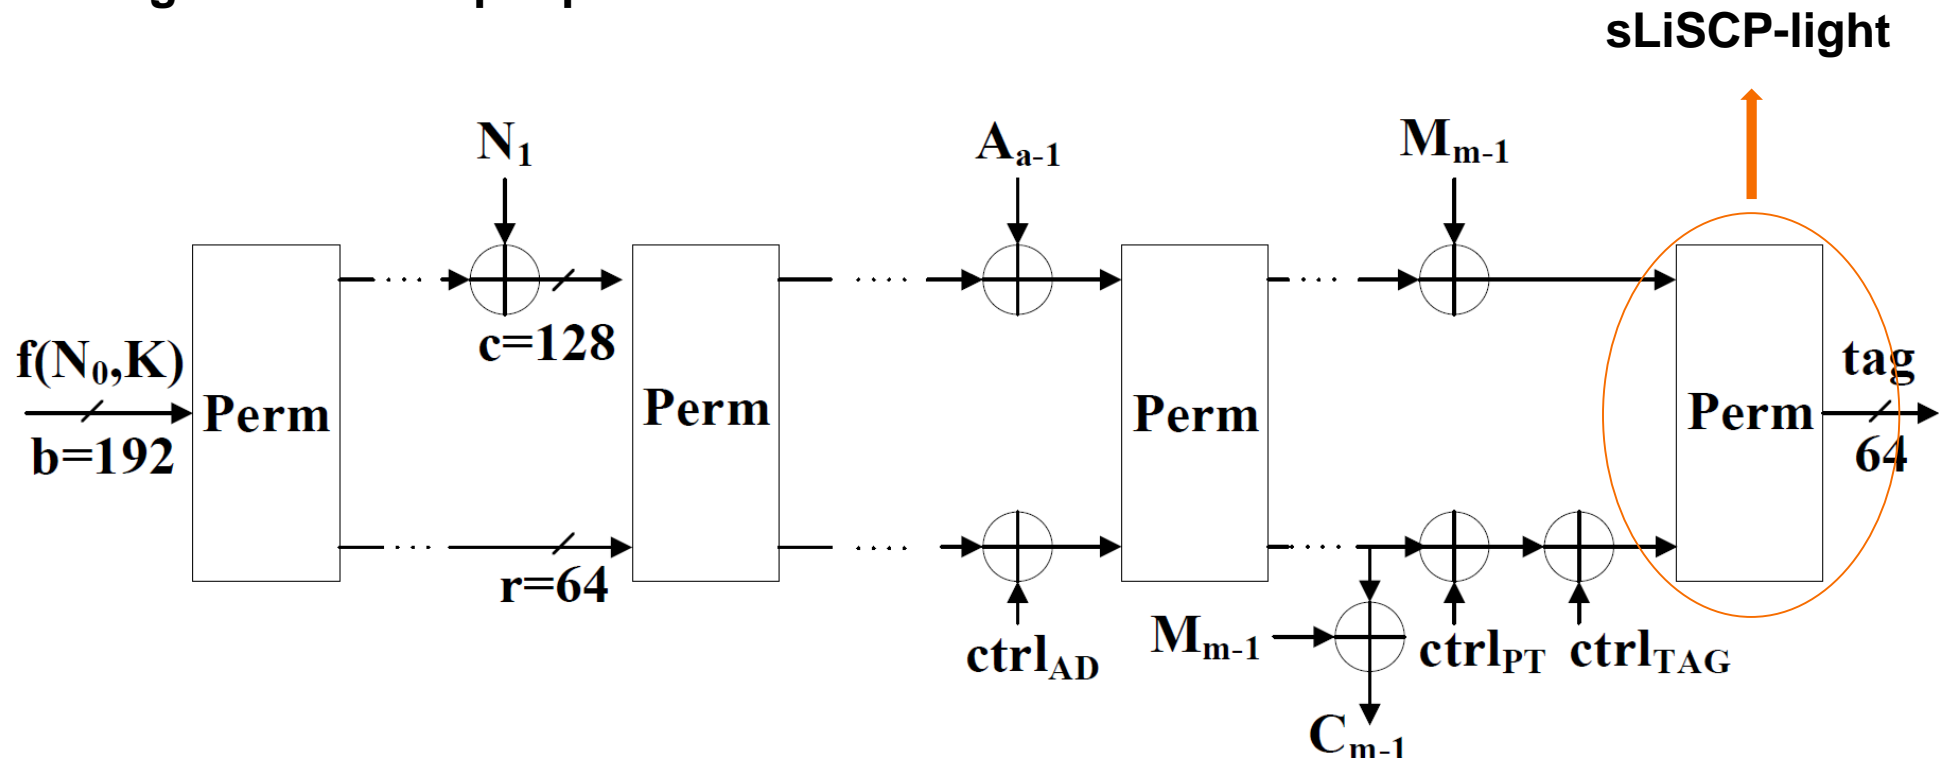 sLiSCP-light
N1
Aa-1
Mm-1
c=128
f(N0,K)
b=192
Perm
Perm
Perm
Perm
tag
64
r=64
ctrlAD
Mm-1
ctrlPT
ctrlTAG
Cm-1